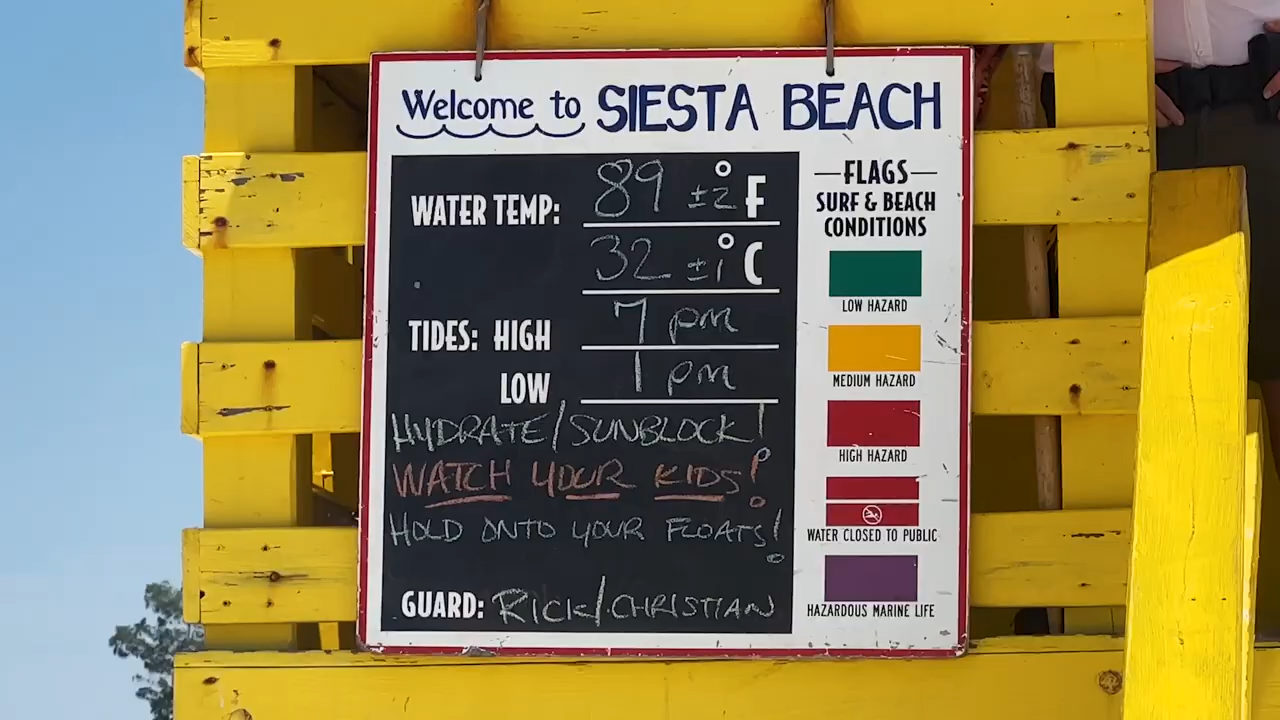 Welcome to SIESTA BEACH
WATER TEMP: 89 ±2 °F
32 ±1 °C
TIDES: HIGH 7 pm
LOW 1 pm
HYDRATE/SUNBLOCK!
WATCH YOUR KIDS!
HOLD ONTO YOUR FLOATS!
GUARD: RICK/CHRISTIAN
FLAGS
SURF & BEACH
CONDITIONS
LOW HAZARD
MEDIUM HAZARD
HIGH HAZARD
WATER CLOSED TO PUBLIC
HAZARDOUS MARINE LIFE